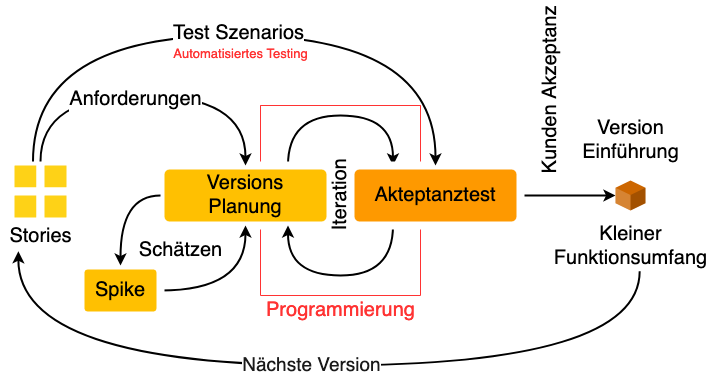 Test Szenarios
Automatisiertes Testing
Anforderungen
Kunden Akzeptanz
Version
Einführung
Versions
Planung
Iteration
Akteptanztest
Stories
Schätzen
Kleiner
Funktionsumfang
Spike
Programmierung
Nächste Version